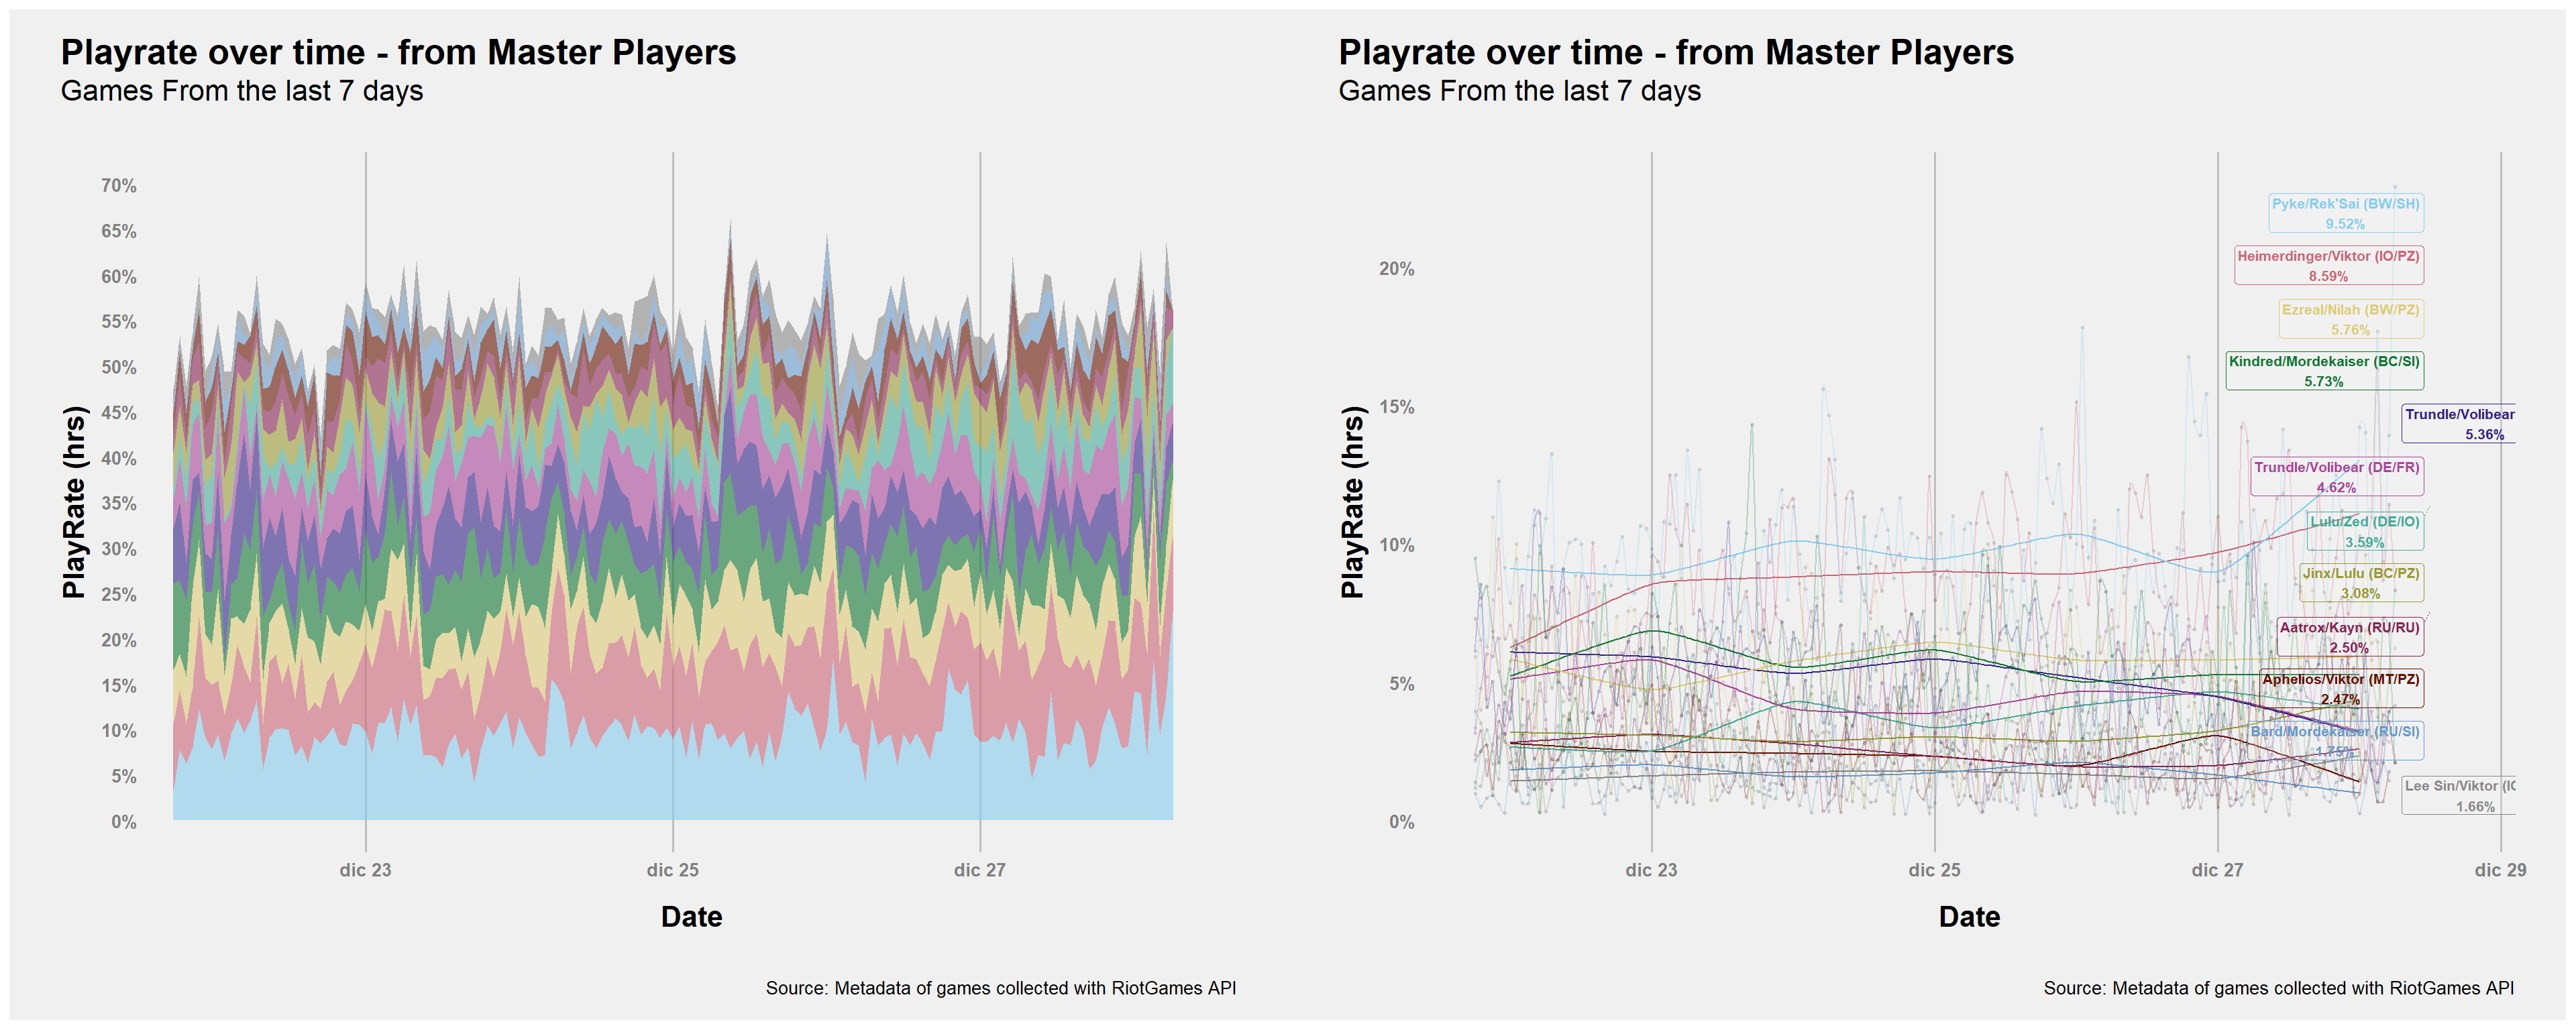 Playrate over time - from Master Players
Games From the last 7 days
70%
65%
60%
55%
50%
45%
40%
35%
30%
25%
20%
15%
10%
5%
0%
PlayRate (hrs)
dic 23
dic 25
dic 27
Date
Source: Metadata of games collected with RiotGames API
Playrate over time - from Master Players
Games From the last 7 days
20%
15%
10%
5%
0%
PlayRate (hrs)
Pyke/Rek'Sai (BW/SH)
9.52%
Heimerdinger/Viktor (IO/PZ)
8.59%
Ezreal/Nilah (BW/PZ)
5.76%
Kindred/Mordekaiser (BC/SI)
5.73%
Trundle/Volibear
5.36%
Trundle/Volibear (DE/FR)
4.62%
Lulu/Zed (DE/IO)
3.59%
Jinx/Lulu (BC/PZ)
3.08%
Aatrox/Kayn (RU/RU)
2.50%
Aphelios/Viktor (MT/PZ)
2.47%
Bard/Mordekaiser (RU/SI)
1.75%
Lee Sin/Viktor
1.66%
dic 23
dic 25
dic 27
dic 29
Date
Source: Metadata of games collected with RiotGames API